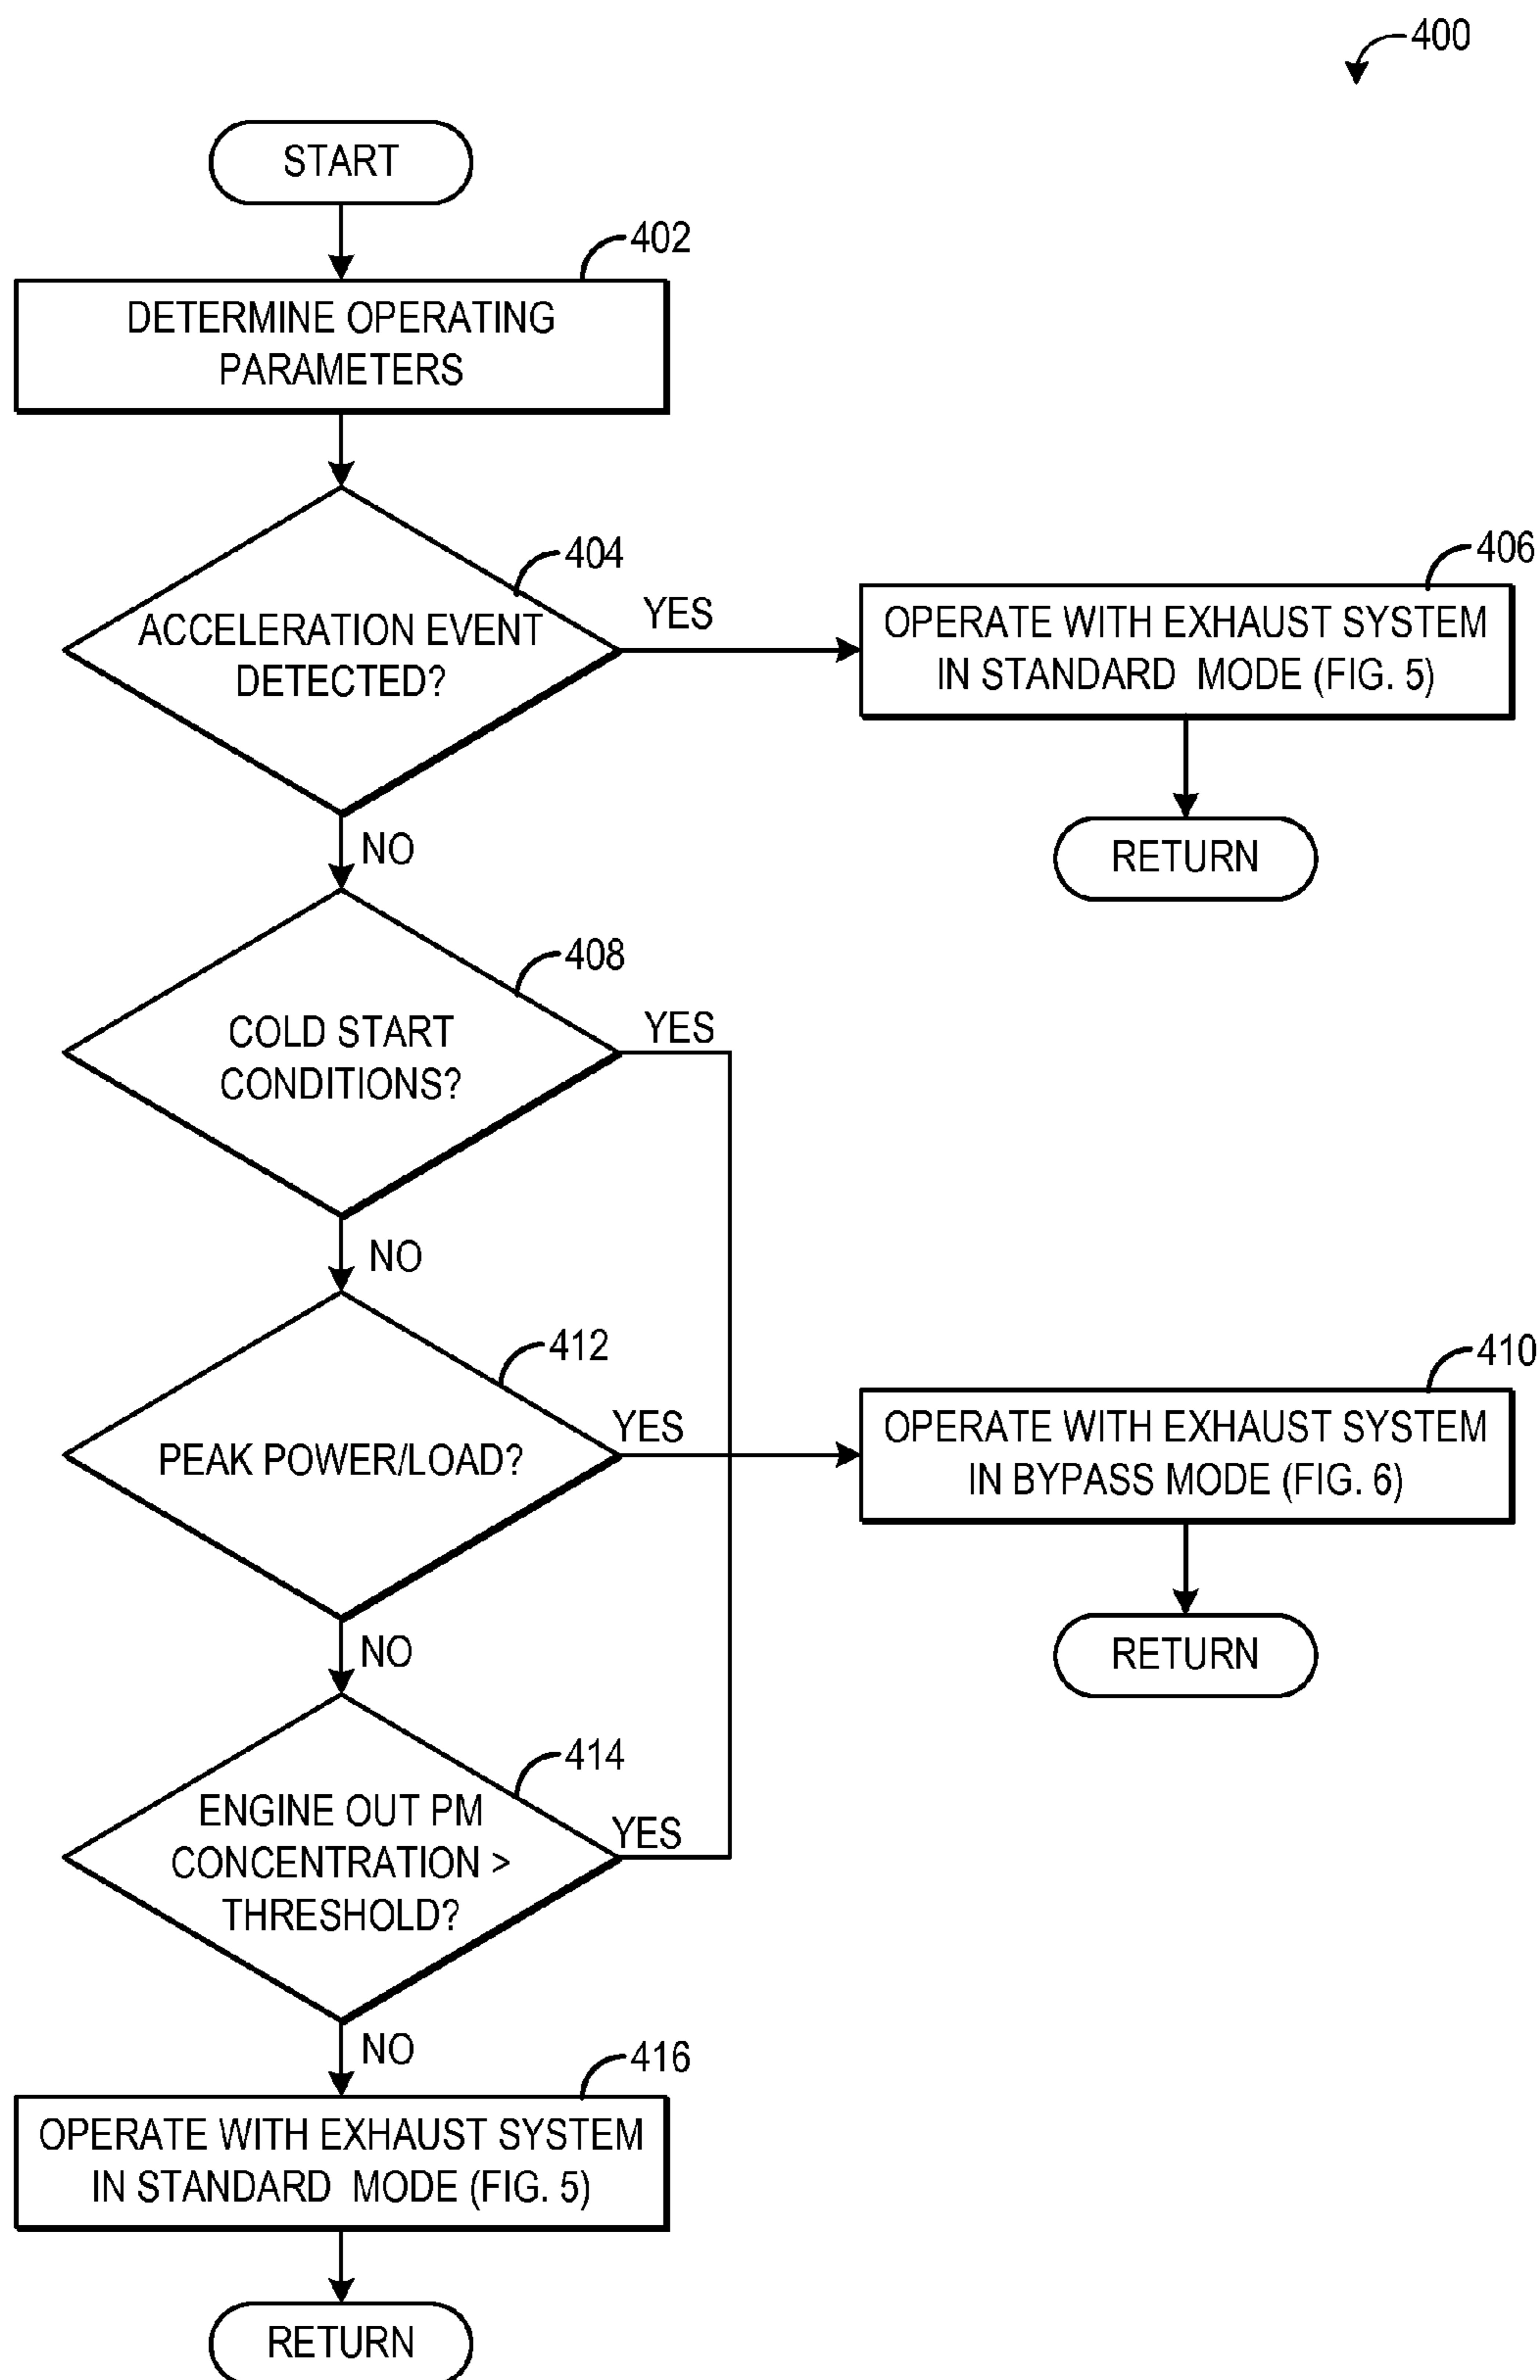 400
START
402
DETERMINE OPERATING
PARAMETERS
404
ACCELERATION EVENT
DETECTED?
YES
406
OPERATE WITH EXHAUST SYSTEM
IN STANDARD MODE (FIG. 5)
RETURN
NO
408
COLD START
CONDITIONS?
YES
NO
412
PEAK POWER/LOAD?
YES
410
OPERATE WITH EXHAUST SYSTEM
IN BYPASS MODE (FIG. 6)
RETURN
NO
414
ENGINE OUT PM
CONCENTRATION >
THRESHOLD?
YES
NO
416
OPERATE WITH EXHAUST SYSTEM
IN STANDARD MODE (FIG. 5)
RETURN